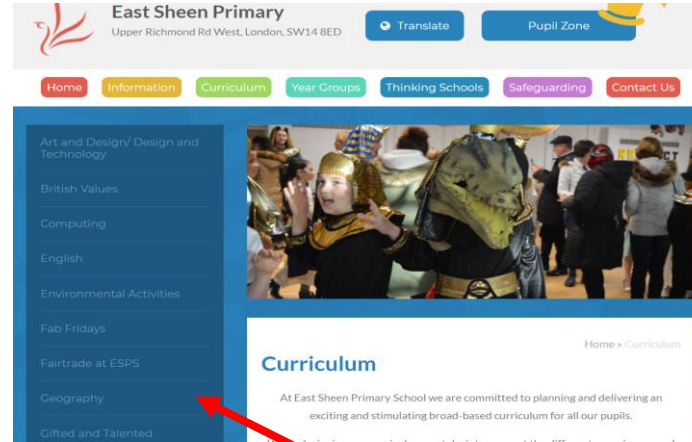 East Sheen Primary
Upper Richmond Rd West, London, SW14 8ED
Translate
Pupil Zone
Home
Information
Curriculum
Year Groups
Thinking Schools
Safeguarding
Contact Us
Art and Design/ Design and
Technology
British Values
Computing
English
Environmental Activities
Fab Fridays
Fairtrade at ESPS
Geography
Gifted and Talented
Home » Curriculum
Curriculum
At East Sheen Primary School we are committed to planning and delivering an
exciting and stimulating broad-based curriculum for all our pupils.